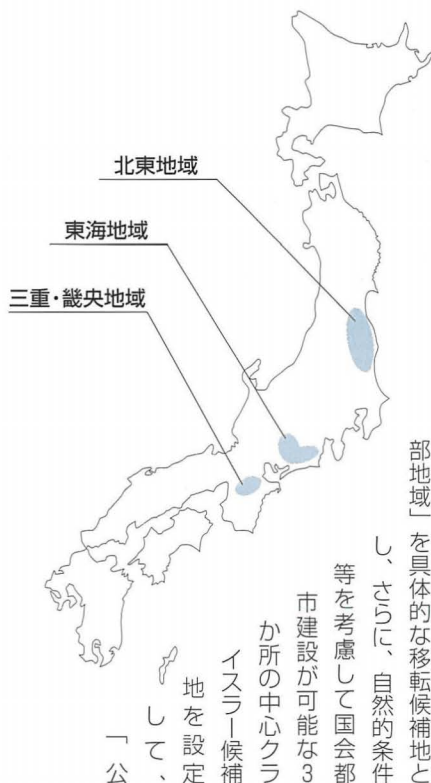 北東地域
東海地域
三重・畿央地域
部地域」を具体的な移転候補地と
し、さらに、自然的条件
等を考慮して国会都
市建設が可能な3
か所の中心クラ
イスラー候補
地を設定
して、
「公